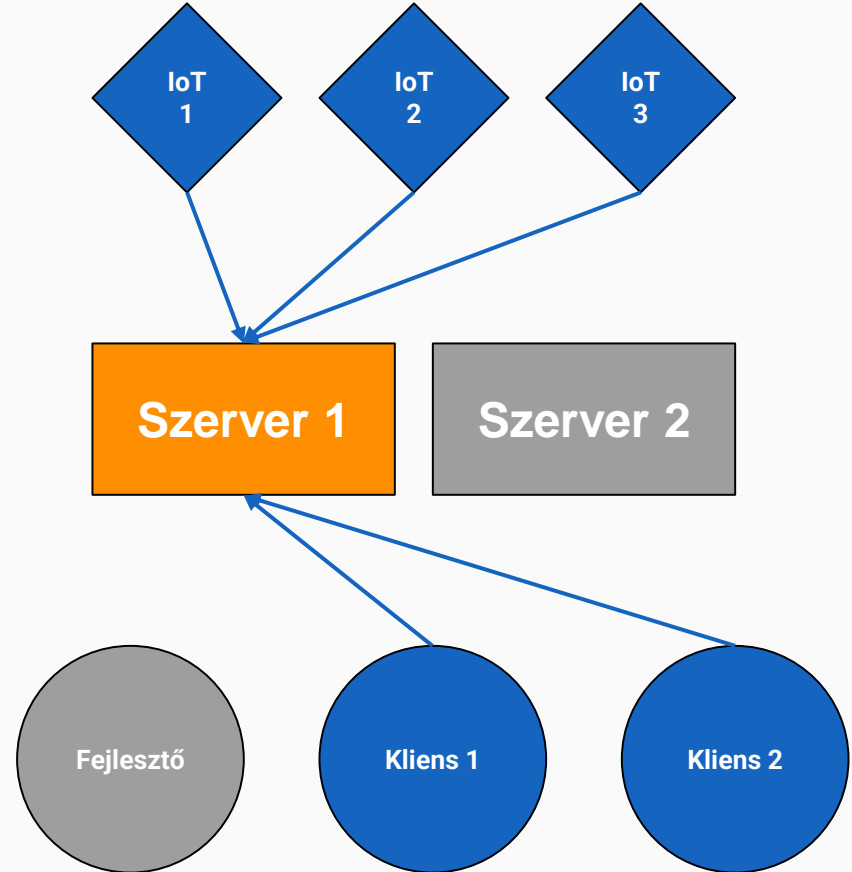 IoT
1
IoT
2
IoT
3
Szerver 1
Szerver 2
Fejlesztő
Kliens 1
Kliens 2